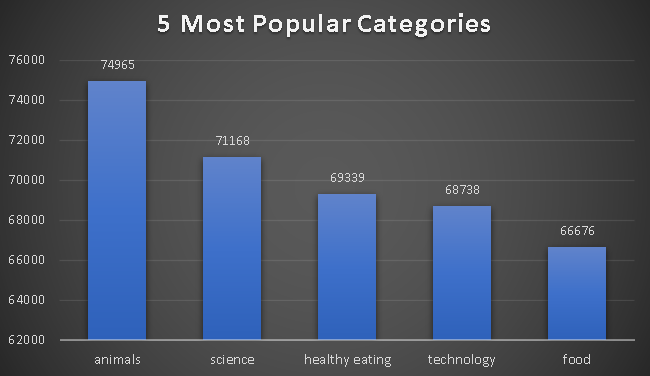 5 Most Popular Categories
76000
74000
72000
70000
68000
66000
64000
62000
74965
71168
69339
68738
66676
animals
science
healthy eating
technology
food